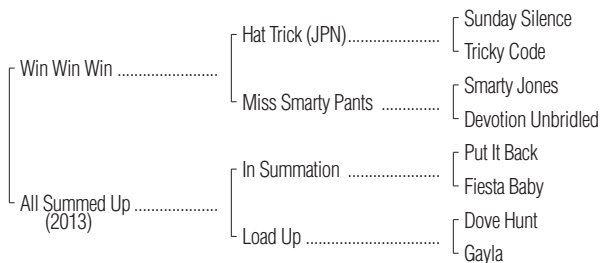 Sunday Silence
Hat Trick (JPN)........................
Tricky Code
Win Win Win ..........................
Smarty Jones
Miss Smarty Pants ...............
Devotion Unbridled
Put It Back
In Summation ...........................
Fiesta Baby
All Summed Up ......................
(2013)
Dove Hunt
Load Up ...................................
Gayla